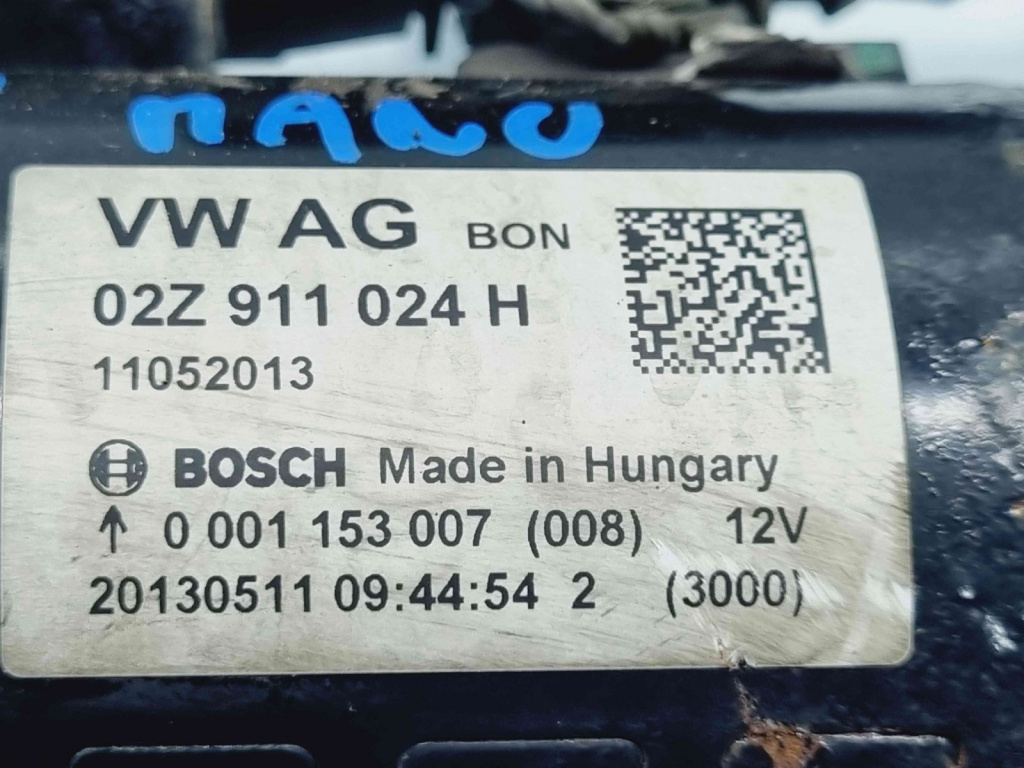 MANU
VW AG BON
02Z 911 024 H
11052013
BOSCH Made in Hungary
↑ 0 001 153 007 (008) 12V
20130511 09:44:54 2 (3000)